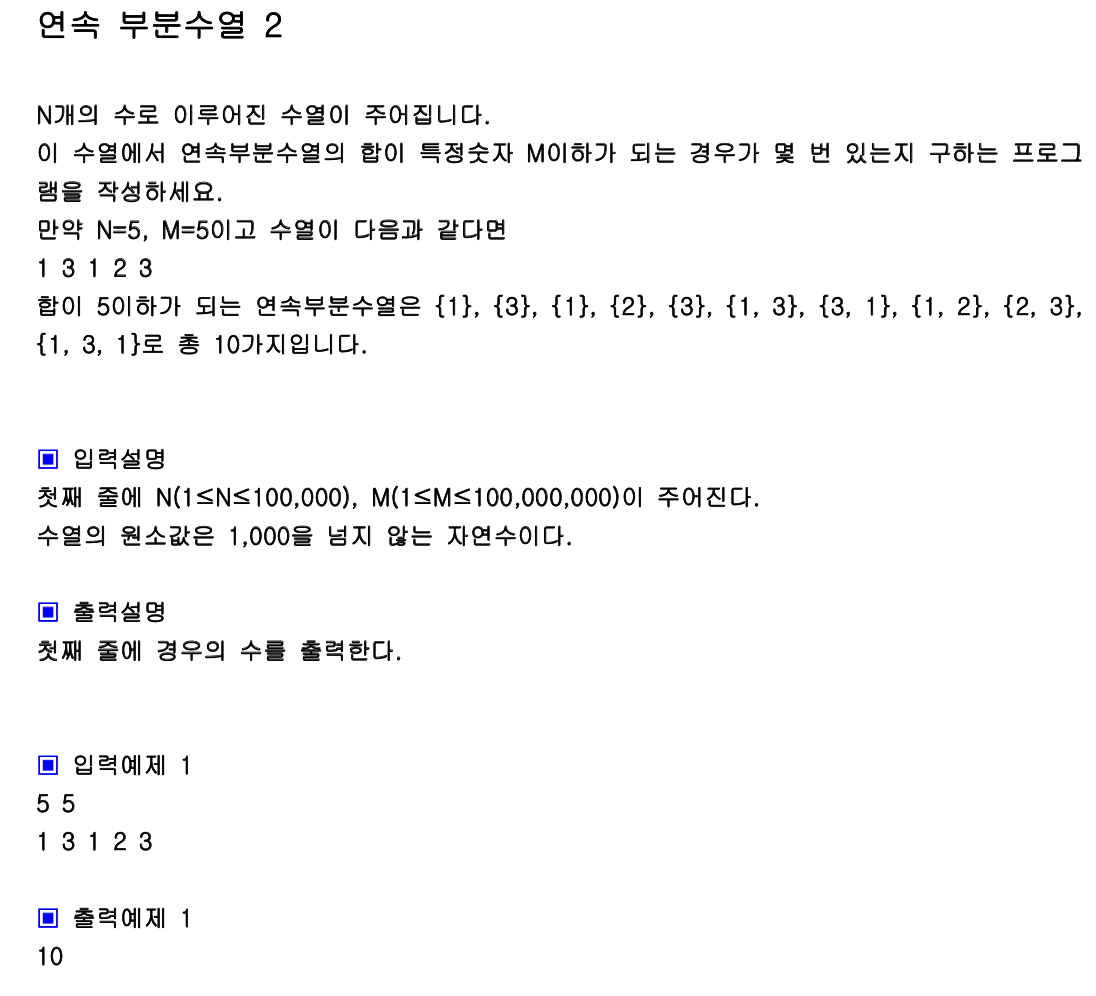 연속 부분수열 2
N개의 수로 이루어진 수열이 주어집니다.
이 수열에서 연속부분수열의 합이 특정숫자 M이하가 되는 경우가 몇 번 있는지 구하는 프로그
램을 작성하세요.
만약 N=5, M=5이고 수열이 다음과 같다면
1 3 1 2 3
합이 5이하가 되는 연속부분수열은 {1}, {3}, {1}, {2}, {3}, {1, 3}, {3, 1}, {1, 2}, {2, 3},
{1, 3, 1}로 총 10가지입니다.
▣ 입력설명
첫째 줄에 N(1≤N≤100,000), M(1≤M≤100,000,000)이 주어진다.
수열의 원소값은 1,000을 넘지 않는 자연수이다.
▣ 출력설명
첫째 줄에 경우의 수를 출력한다.
▣ 입력예제 1
5 5
1 3 1 2 3
▣ 출력예제 1
10